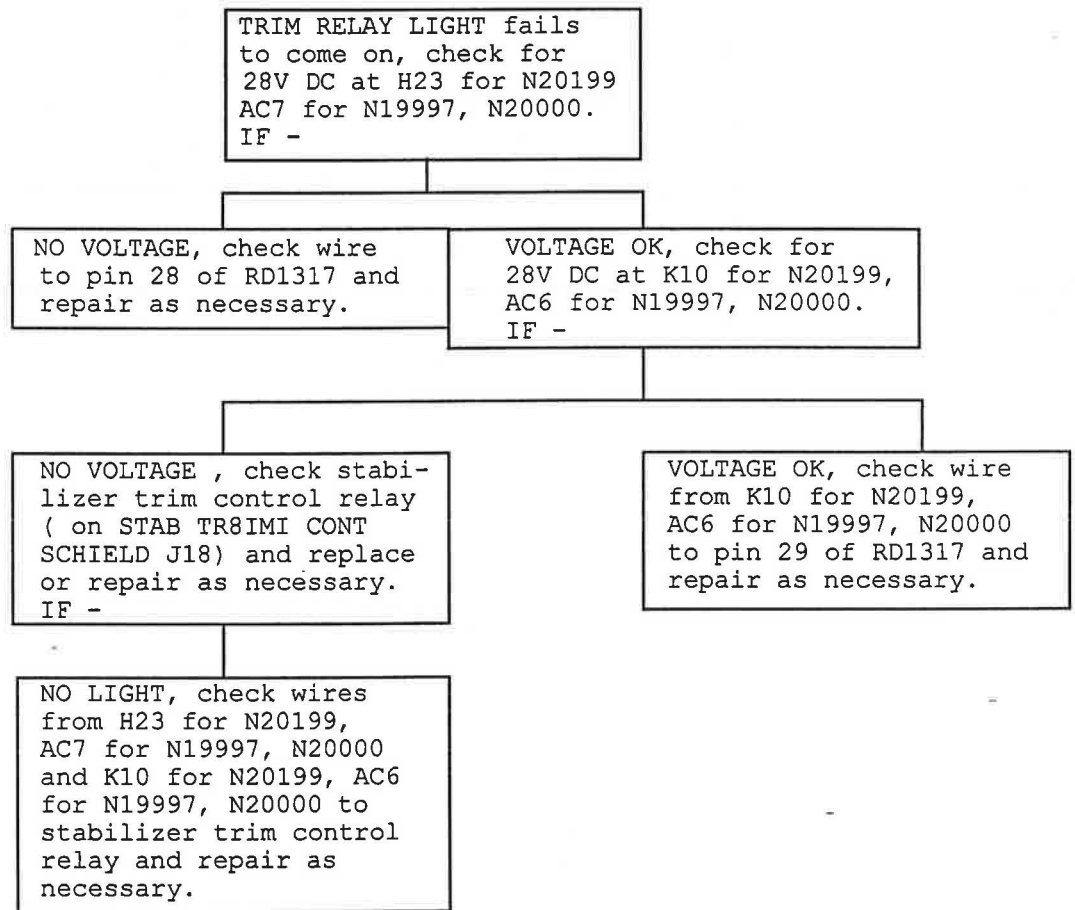 TRIM RELAY LIGHT fails
to come on, check for
28V DC at H23 for N20199
AC7 for N19997, N20000.
IF -
NO VOLTAGE, check wire
to pin 28 of RD1317 and
repair as necessary.
VOLTAGE OK, check for
28V DC at K10 for N20199,
AC6 for N19997, N20000.
IF -
NO VOLTAGE , check stabi-
lizer trim control relay
( on STAB TR8IMI CONT
SCHIELD J18) and replace
or repair as necessary.
IF -
VOLTAGE OK, check wire
from K10 for N20199,
AC6 for N19997, N20000
to pin 29 of RD1317 and
repair as necessary.
NO LIGHT, check wires
from H23 for N20199,
AC7 for N19997, N20000
and K10 for N20199, AC6
for N19997, N20000 to
stabilizer trim control
relay and repair as
necessary.